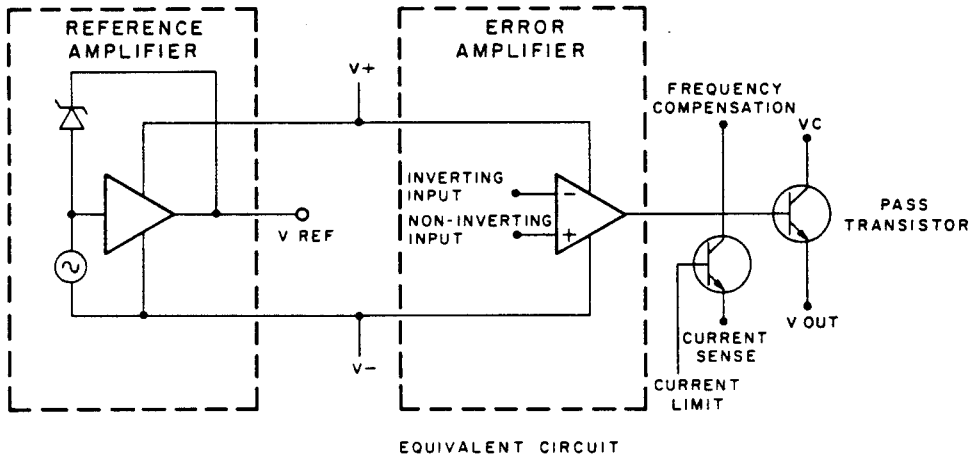 REFERENCE
AMPLIFIER
ERROR
AMPLIFIER
V+
FREQUENCY
COMPENSATION
VC
INVERTING
INPUT
NON-INVERTING
INPUT
-
+
PASS
TRANSISTOR
V REF
V OUT
CURRENT
SENSE
V-
CURRENT
LIMIT
EQUIVALENT CIRCUIT